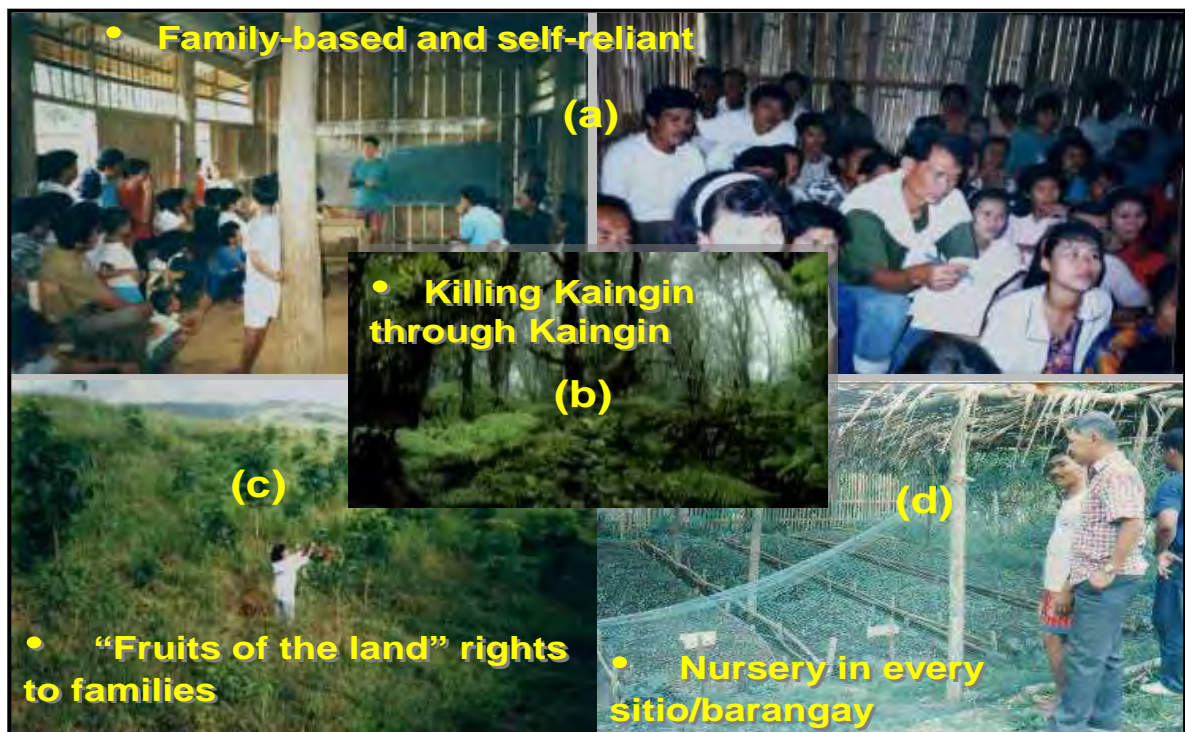 • Family-based and self-reliant
(a)
• Killing Kaingin
through Kaingin
(b)
(c)
• “Fruits of the land” rights
to families
(d)
• Nursery in every
sitio/barangay